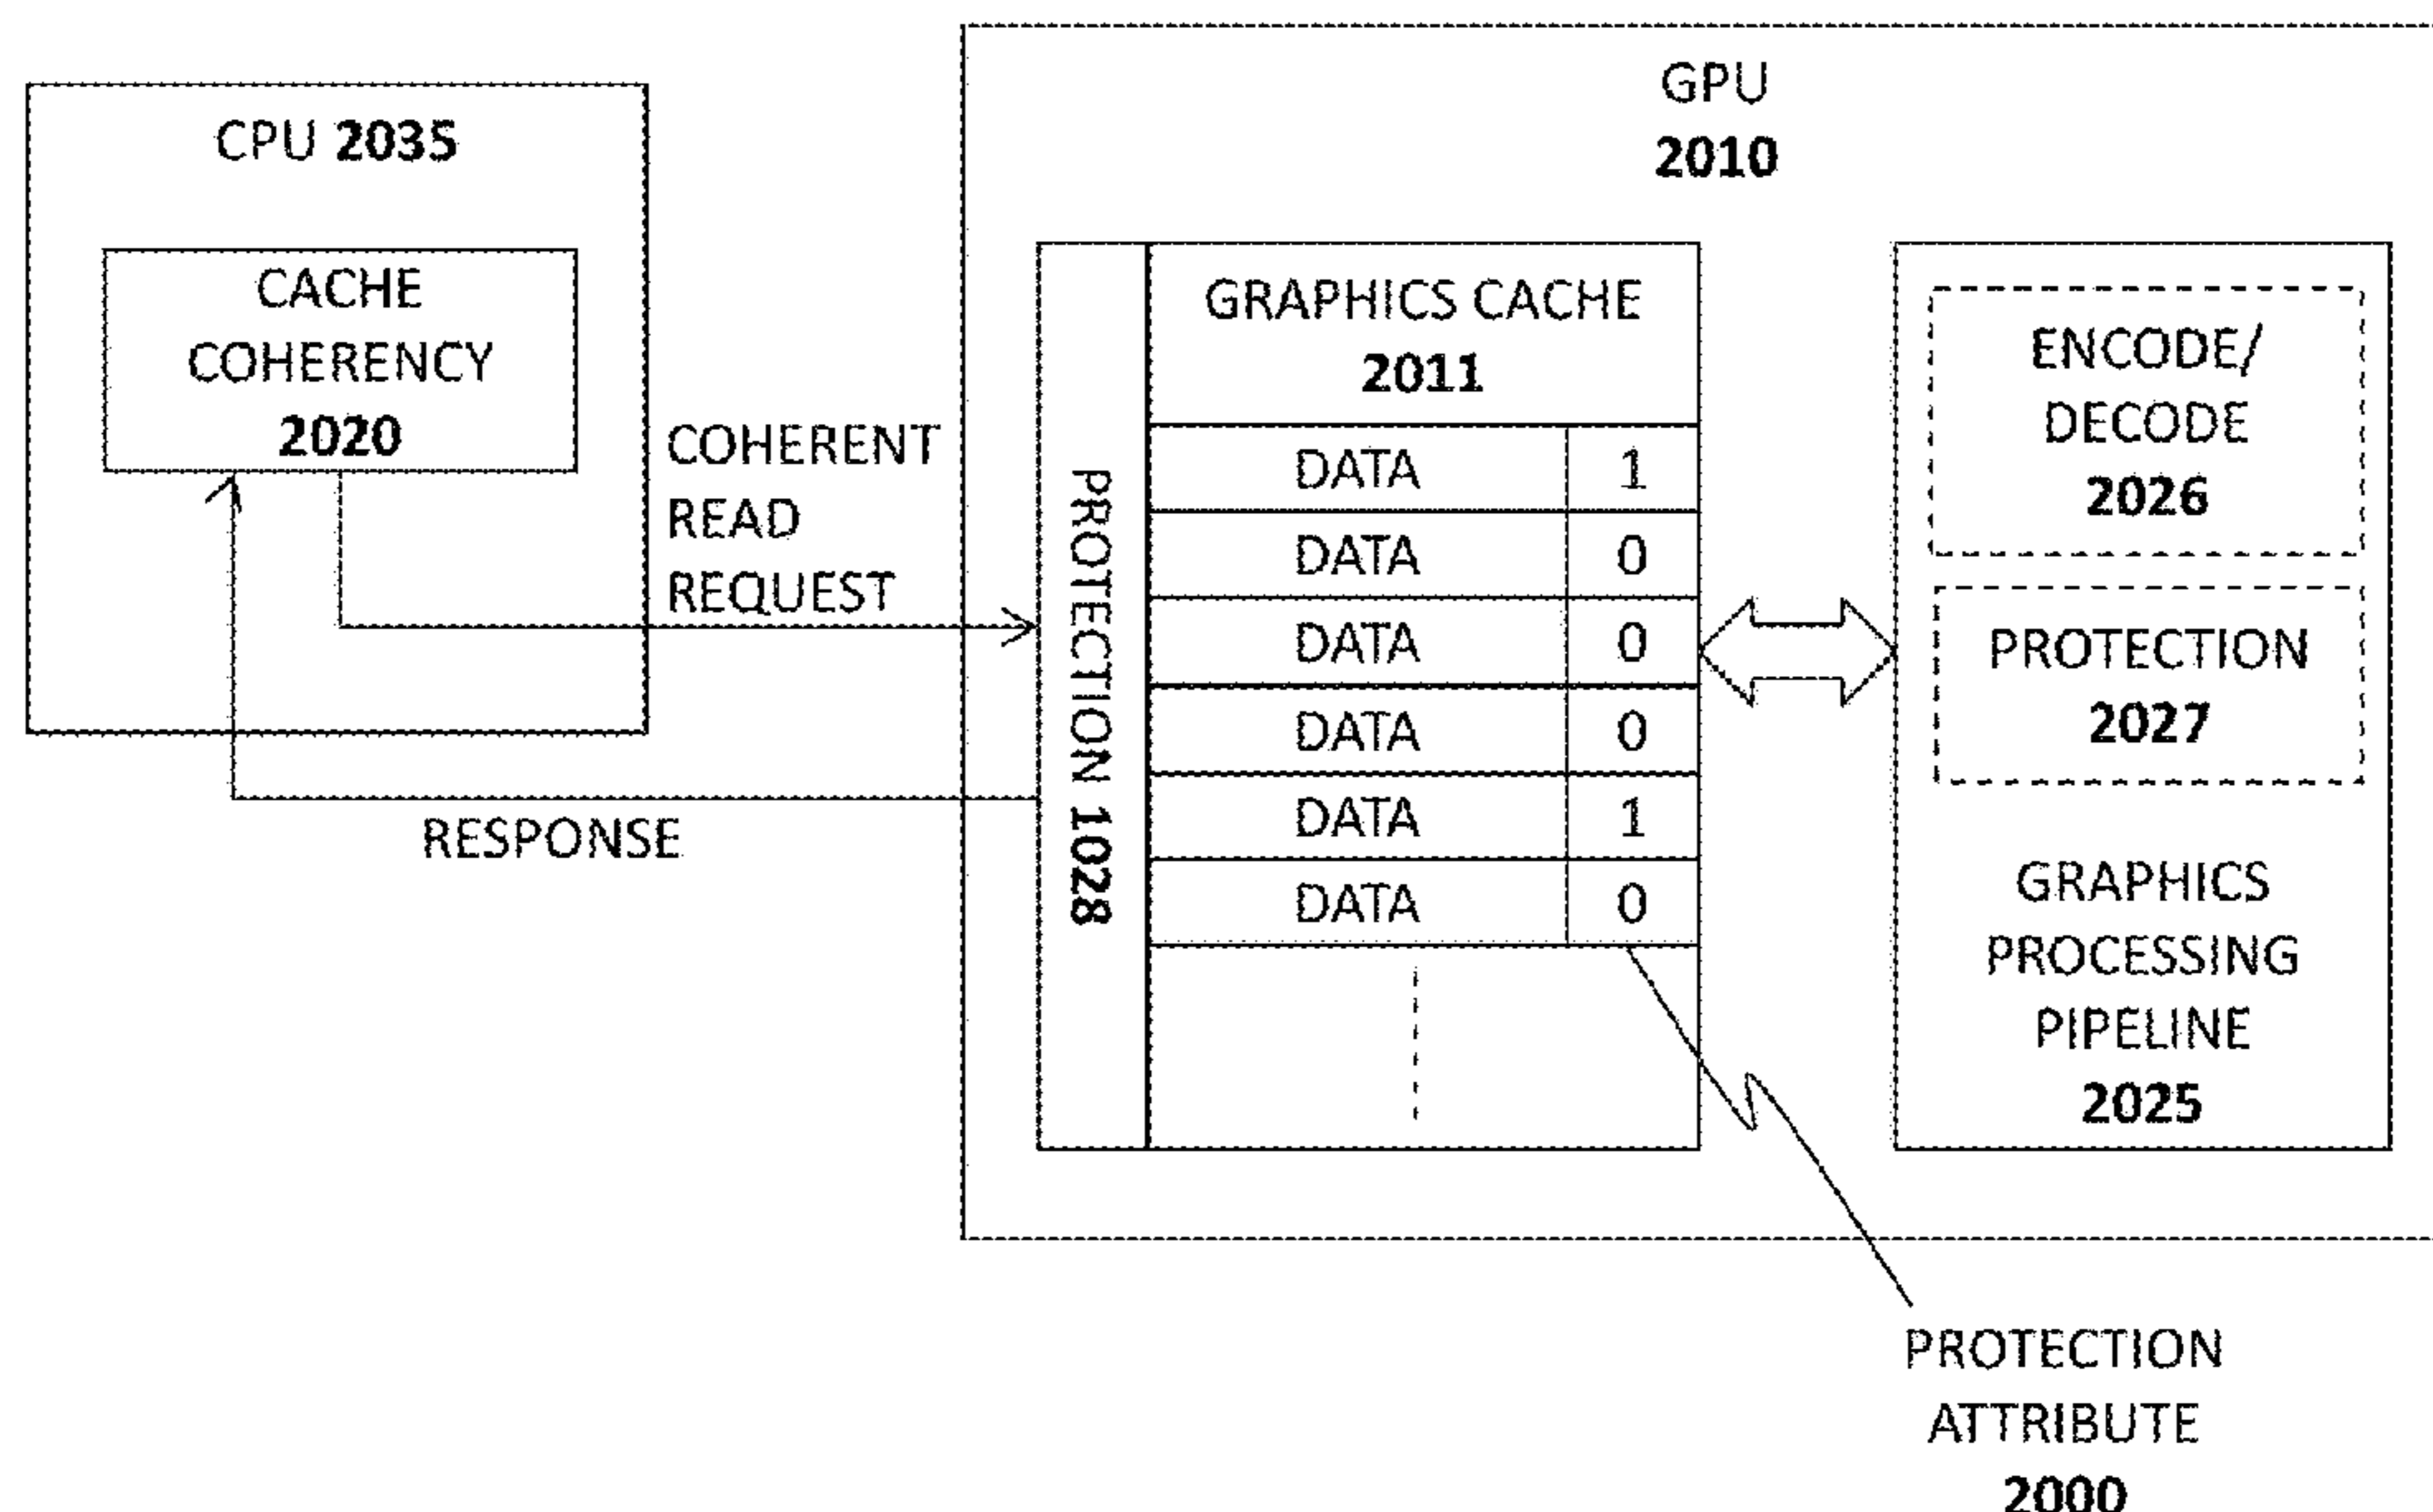 CPU 2035
CACHE
COHERENCY
2020
COHERENT
READ
REQUEST
RESPONSE
GPU
2010
PROTECTION 1028
GRAPHICS CACHE
2011
DATA 1
DATA 0
DATA 0
DATA 0
DATA 1
DATA 0
ENCODE/
DECODE
2026
PROTECTION
2027
GRAPHICS
PROCESSING
PIPELINE
2025
PROTECTION
ATTRIBUTE
2000